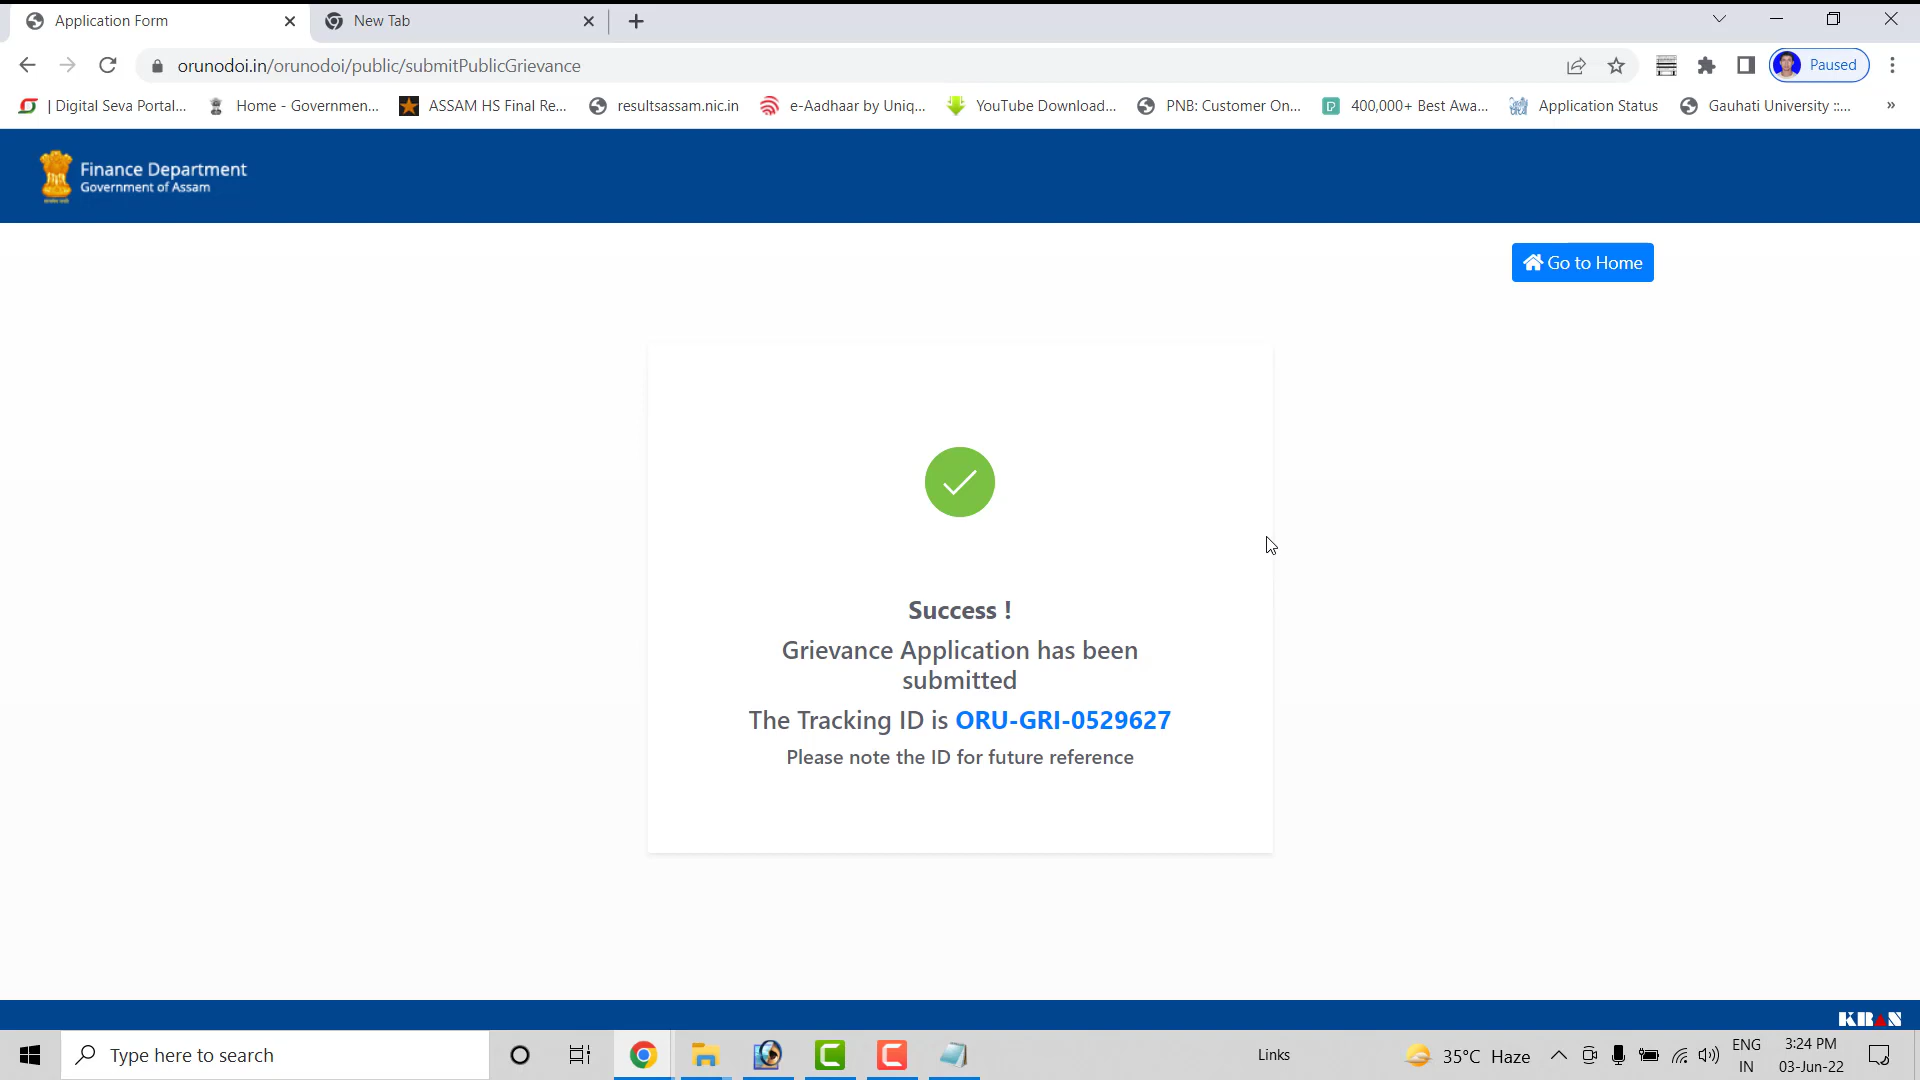 Application Form
New Tab
orunodoi.in/orunodoi/public/submitPublicGrievance
Paused
| Digital Seva Portal...
Home - Governmen...
ASSAM HS Final Re...
resultsassam.nic.in
e-Aadhaar by Uniq...
YouTube Download...
PNB: Customer On...
400,000+ Best Awa...
Application Status
Gauhati University ::...
»
Finance Department
Government of Assam
Go to Home
Success !
Grievance Application has been
submitted
The Tracking ID is ORU-GRI-0529627
Please note the ID for future reference
KRAN
Type here to search
Links
35°C Haze
ENG
IN
3:24 PM
03-Jun-22